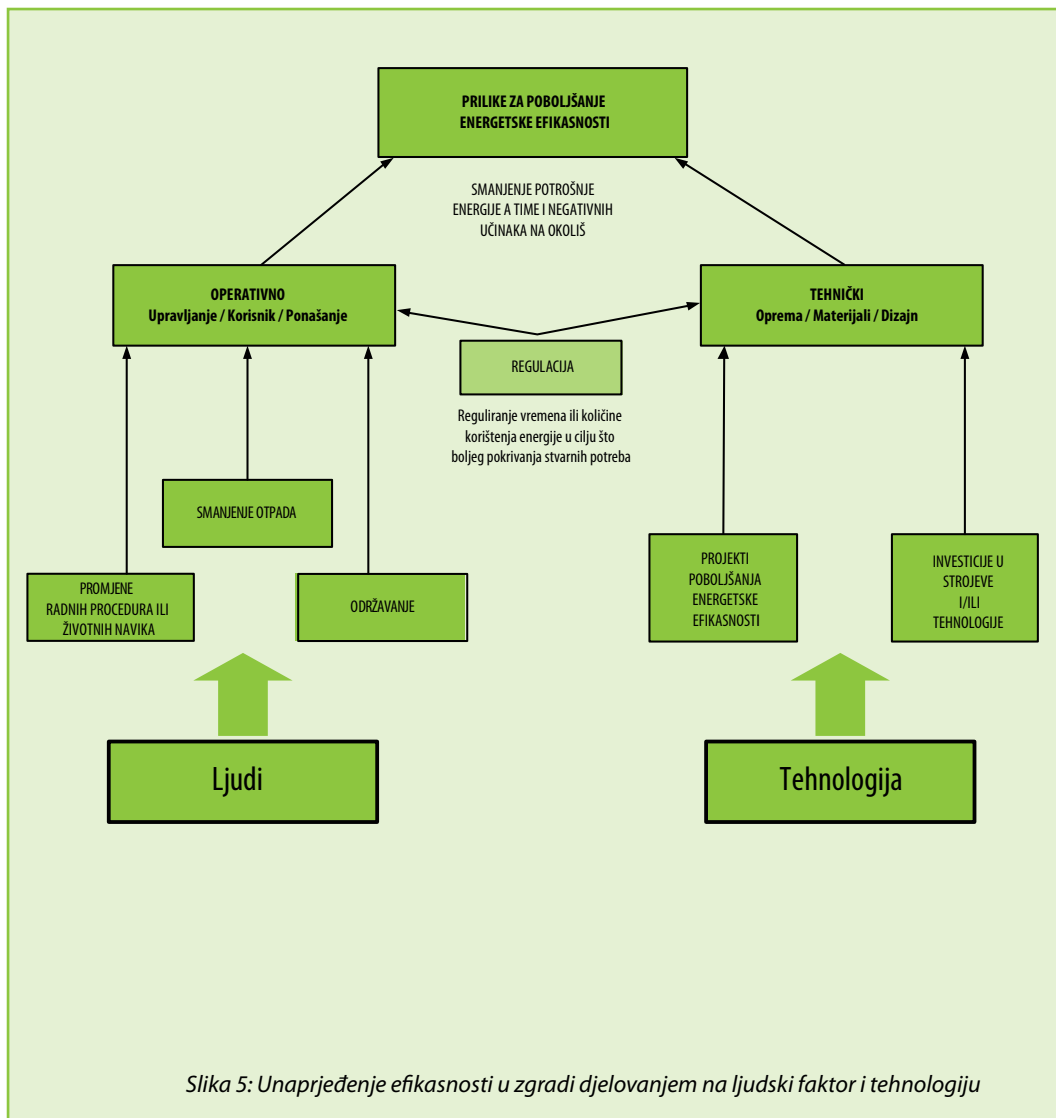 PRILIKE ZA POBOLJŠANJE
ENERGETSKE EFIKASNOSTI
SMANJENJE POTROŠNJE
ENERGIJE A TIME I NEGATIVNIH
UČINAKA NA OKOLIŠ
OPERATIVNO
Upravljanje / Korisnik / Ponašanje
TEHNIČKI
Oprema / Materijali / Dizajn
REGULACIJA
Reguliranje vremena ili količine
korištenja energije u cilju što
boljeg pokrivanja stvarnih potreba
SMANJENJE OTPADA
PROMJENE
RADNIH PROCEDURA ILI
ŽIVOTNIH NAVIKA
ODRŽAVANJE
PROJEKTI
POBOLJŠANJA
ENERGETSKE
EFIKASNOSTI
INVESTICIJE U
STROJEVE
I/ILI
TEHNOLOGIJE
Ljudi
Tehnologija
Slika 5: Unaprjeđenje efikasnosti u zgradi djelovanjem na ljudski faktor i tehnologiju